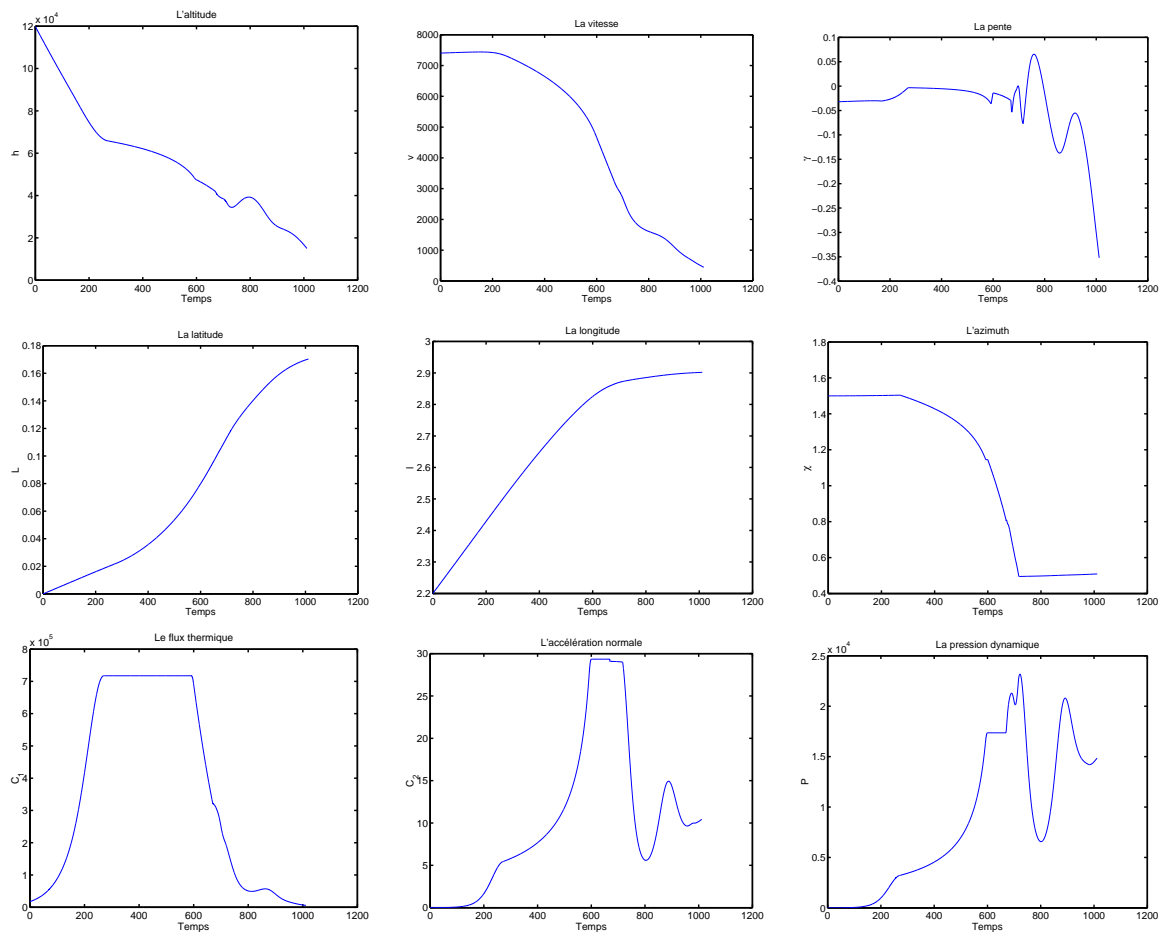 L'altitude
x 10⁴
12
10
8
6
4
2
0
h
0 200 400 600 800 1000 1200
Temps
La vitesse
8000
7000
6000
5000
4000
3000
2000
1000
0
v
0 200 400 600 800 1000 1200
Temps
La pente
0.1
0.05
0
−0.05
−0.1
−0.15
−0.2
−0.25
−0.3
−0.35
−0.4
γ
0 200 400 600 800 1000 1200
Temps
La latitude
0.18
0.16
0.14
0.12
0.1
0.08
0.06
0.04
0.02
0
L
0 200 400 600 800 1000 1200
Temps
La longitude
3
2.9
2.8
2.7
2.6
2.5
2.4
2.3
2.2
l
0 200 400 600 800 1000 1200
Temps
L'azimuth
1.8
1.6
1.4
1.2
1
0.8
0.6
0.4
χ
0 200 400 600 800 1000 1200
Temps
Le flux thermique
x 10⁵
8
7
6
5
4
3
2
1
0
C₁
0 200 400 600 800 1000 1200
Temps
L'accélération normale
30
25
20
15
10
5
0
C₂
0 200 400 600 800 1000 1200
Temps
La pression dynamique
x 10⁴
2.5
2
1.5
1
0.5
0
P
0 200 400 600 800 1000 1200
Temps